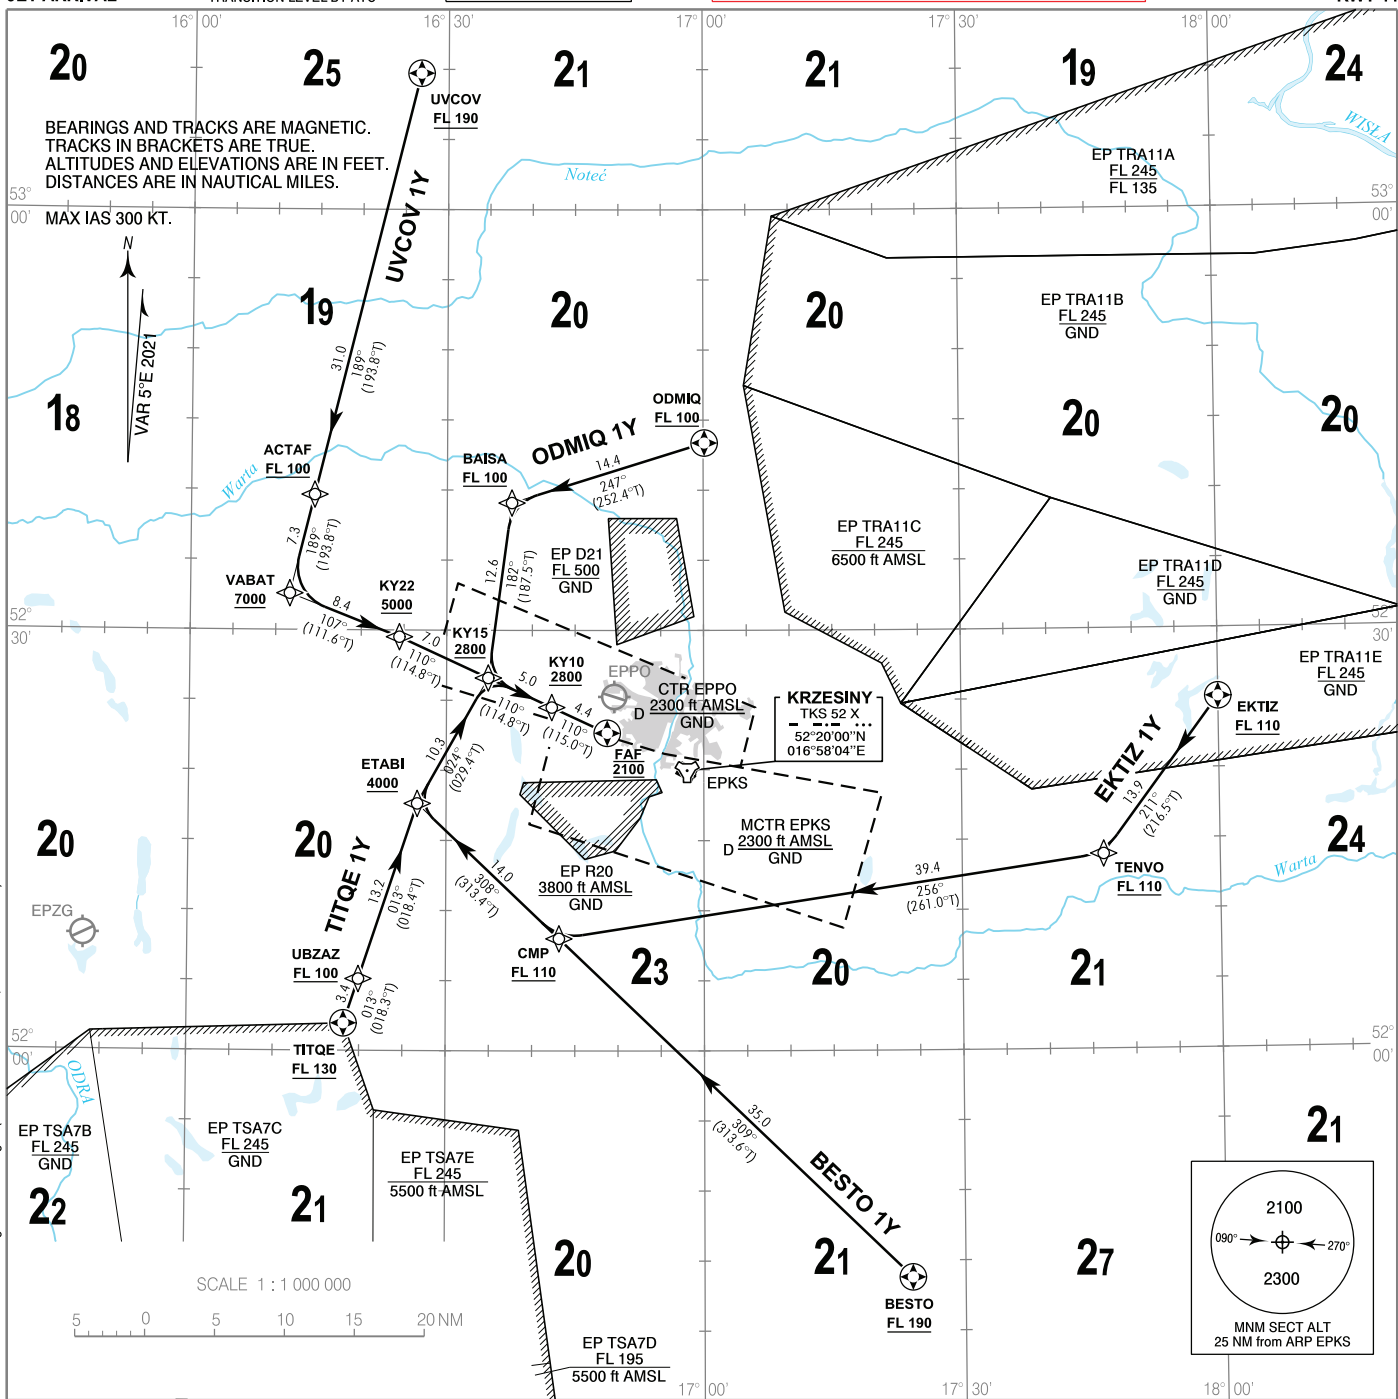 16° 00'
16° 30'
17° 00'
17° 30'
18° 00'
20
25
21
21
19
24
UVCOV
FL 190
BEARINGS AND TRACKS ARE MAGNETIC.
TRACKS IN BRACKETS ARE TRUE.
ALTITUDES AND ELEVATIONS ARE IN FEET.
DISTANCES ARE IN NAUTICAL MILES.
MAX IAS 300 KT.
WISŁA
EP TRA11A
FL 245
FL 135
Noteć
53°
00'
53°
00'
N
VAR 5°E 2021
UVCOV 1Y
19
20
20
EP TRA11B
FL 245
GND
31.0
189°
(193.8°T)
18
20
20
ODMIQ
FL 100
ODMIQ 1Y
14.4
247°
(252.4°T)
ACTAF
FL 100
BAISA
FL 100
Warta
7.3
189°
(193.8°T)
12.6
182°
(187.5°T)
EP D21
FL 500
GND
EP TRA11C
FL 245
6500 ft AMSL
EP TRA11D
FL 245
GND
VABAT
7000
KY22
5000
8.4
107°
(111.6°T)
7.0
110°
(114.8°T)
52°
30'
52°
30'
KY15
2800
KY10
2800
5.0
110°
(114.8°T)
4.4
110°
(115.0°T)
EPPO
CTR EPPO
D
2300 ft AMSL
GND
KRZESINY
TKS 52 X
52°20'00''N
016°58'04''E
EP TRA11E
FL 245
GND
EKTIZ
FL 110
FAF
2100
EPKS
EKTIZ 1Y
13.9
211°
(216.5°T)
10.3
024°
(029.4°T)
ETABI
4000
20
20
24
MCTR EPKS
D
2300 ft AMSL
GND
EP R20
3800 ft AMSL
GND
TENVO
FL 110
39.4
256°
(261.0°T)
Warta
TITQE 1Y
13.2
013°
(018.4°T)
14.0
308°
(313.4°T)
EPZG
UBZAZ
FL 100
CMP
FL 110
23
20
21
3.4
013°
(018.3°T)
52°
00'
52°
00'
TITQE
FL 130
ODRA
EP TSA7B
FL 245
GND
EP TSA7C
FL 245
GND
EP TSA7E
FL 245
5500 ft AMSL
35.0
309°
(313.6°T)
BESTO 1Y
21
22
21
20
21
27
2100
090°
270°
2300
MNM SECT ALT
25 NM from ARP EPKS
BESTO
FL 190
SCALE 1 : 1 000 000
5
0
5
10
15
20 NM
EP TSA7D
FL 195
5500 ft AMSL
17° 00'
17° 30'
18° 00'